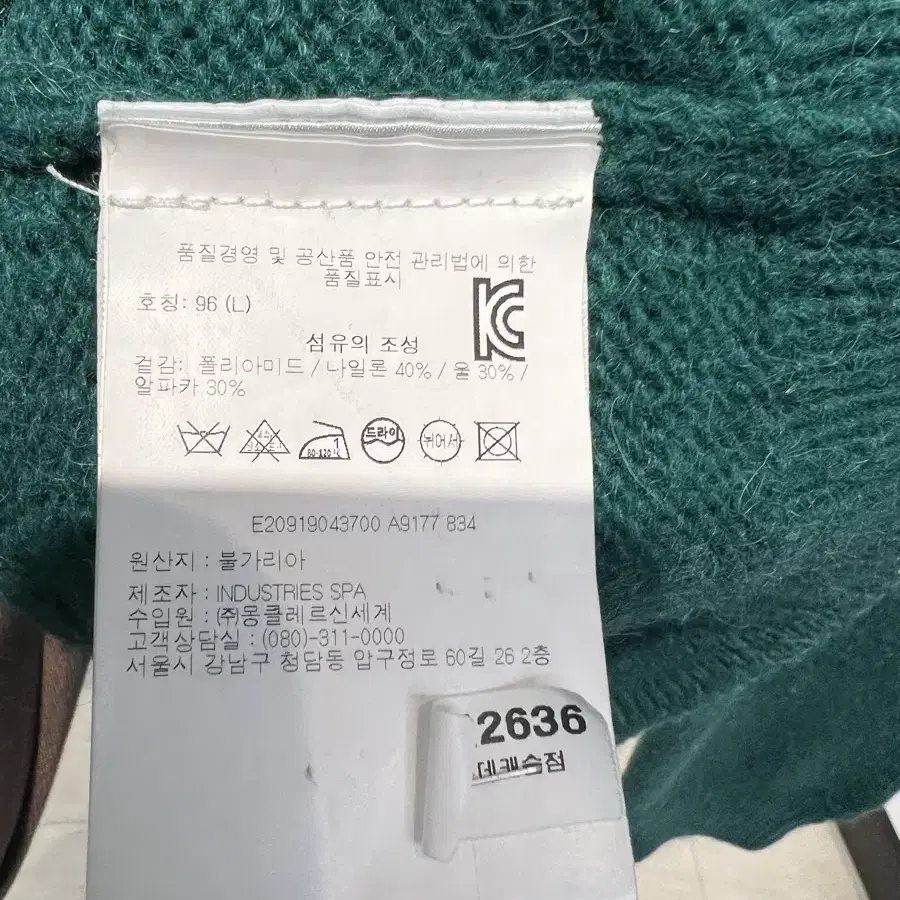 품질경영 및 공산품 안전 관리법에 의한
품질표시
호칭: 96 (L)
섬유의 조성
겉감: 폴리아미드 / 나일론 40% / 울 30% /
알파카 30%
드라이
뉘어서
E20919043700 A9177 834
원산지 : 불가리아
제조자 : INDUSTRIES SPA
수입원 : (주)몽클레르신세계
고객상담실 : (080)-311-0000
서울시 강남구 청담동 압구정로 60길 26 2층
2636